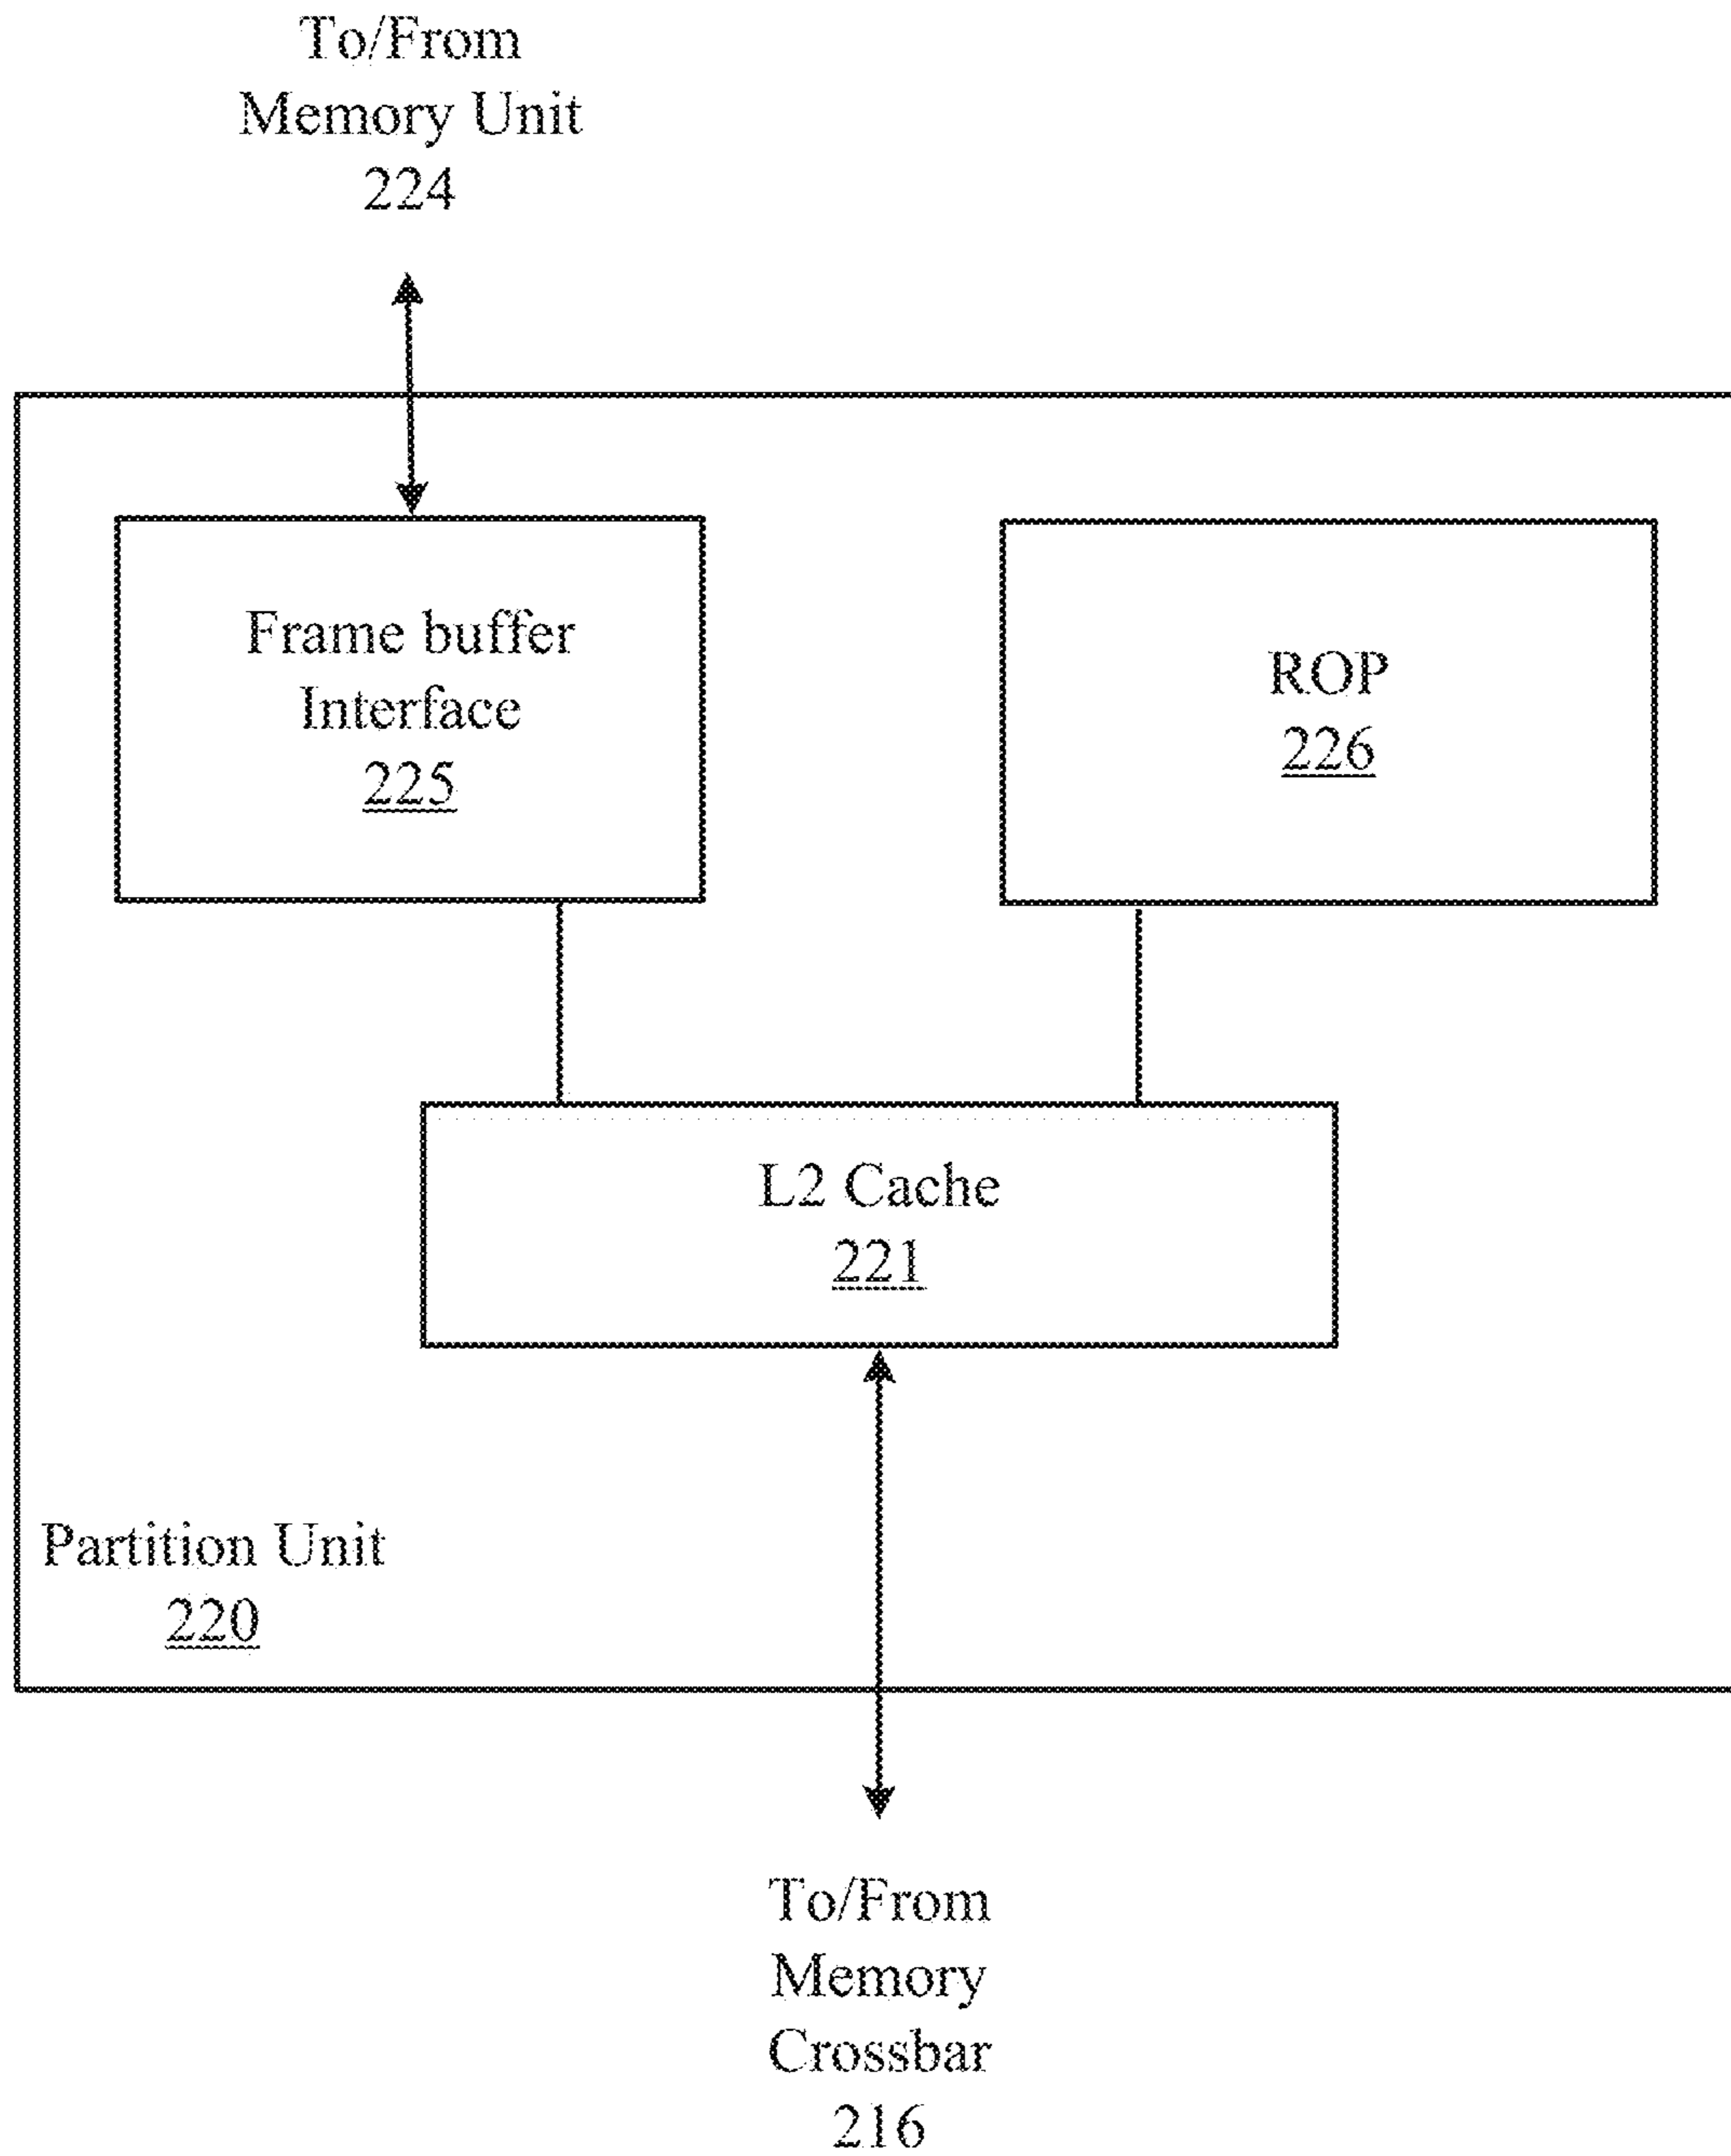 To/From
Memory Unit
224
Frame buffer
Interface
225
ROP
226
L2 Cache
221
Partition Unit
220
To/From
Memory
Crossbar
216